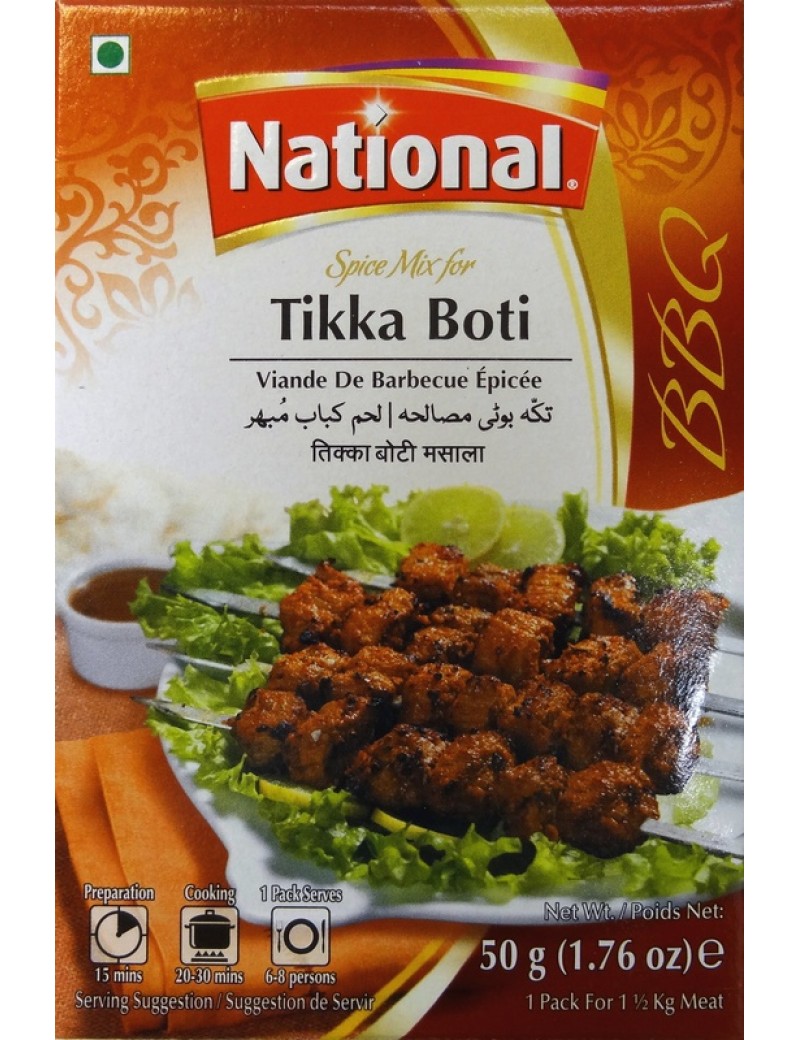 National®
Spice Mix for
Tikka Boti
Viande De Barbecue Épicée
تکّہ بوٹی مصالحہ | لحم كباب مُبهر
तिक्का बोटी मसाला
BBQ
Preparation
15 mins
Cooking
20-30 mins
1 Pack Serves
6-8 persons
Serving Suggestion / Suggestion de Servir
Net Wt. / Poids Net:
50 g (1.76 oz) e
1 Pack For 1 ½ Kg Meat